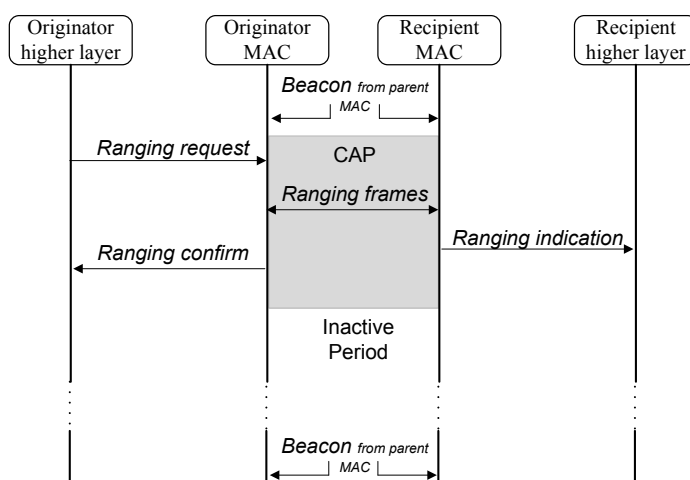 Originator
higher layer
Originator
MAC
Recipient
MAC
Recipient
higher layer
Beacon from parent
MAC
Ranging request
CAP
Ranging frames
Ranging indication
Ranging confirm
Inactive
Period
Beacon from parent
MAC